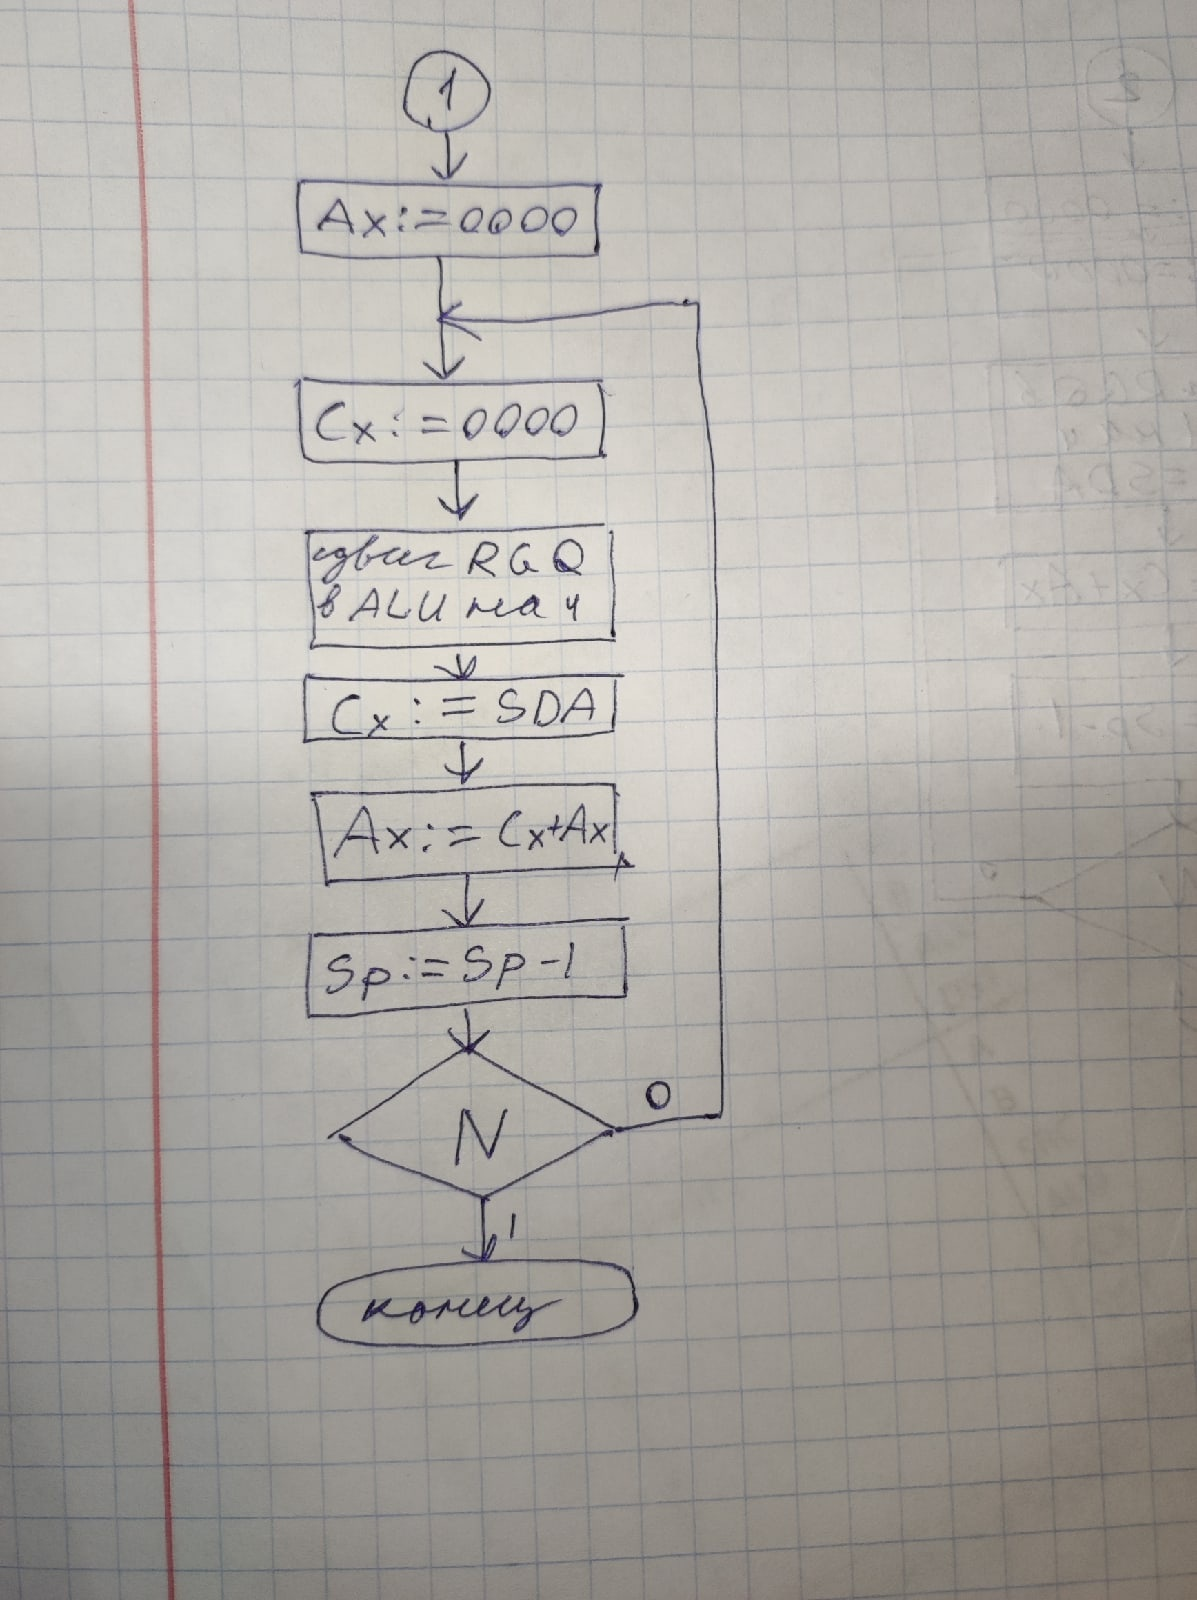 1
Ax:=0000
Cx:=0000
сдвиг RGQ
в ALU на 4
Cx:=SDA
Ax:=Cx+Ax
Sp:=Sp-1
N
0
1
конец